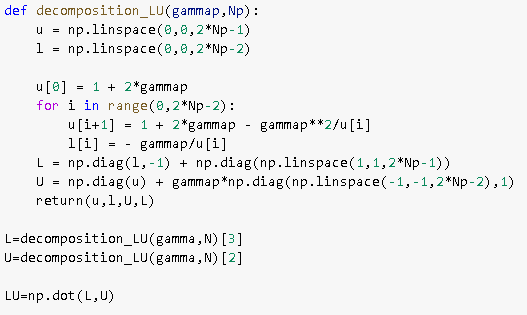 def decomposition_LU(gammap,Np):
    u = np.linspace(0,0,2*Np-1)
    l = np.linspace(0,0,2*Np-2)
    u[0] = 1 + 2*gammap
    for i in range(0,2*Np-2):
        u[i+1] = 1 + 2*gammap - gammap**2/u[i]
        l[i] = - gammap/u[i]
    L = np.diag(l,-1) + np.diag(np.linspace(1,1,2*Np-1))
    U = np.diag(u) + gammap*np.diag(np.linspace(-1,-1,2*Np-2),1)
    return(u,l,U,L)
L=decomposition_LU(gamma,N)[3]
U=decomposition_LU(gamma,N)[2]
LU=np.dot(L,U)